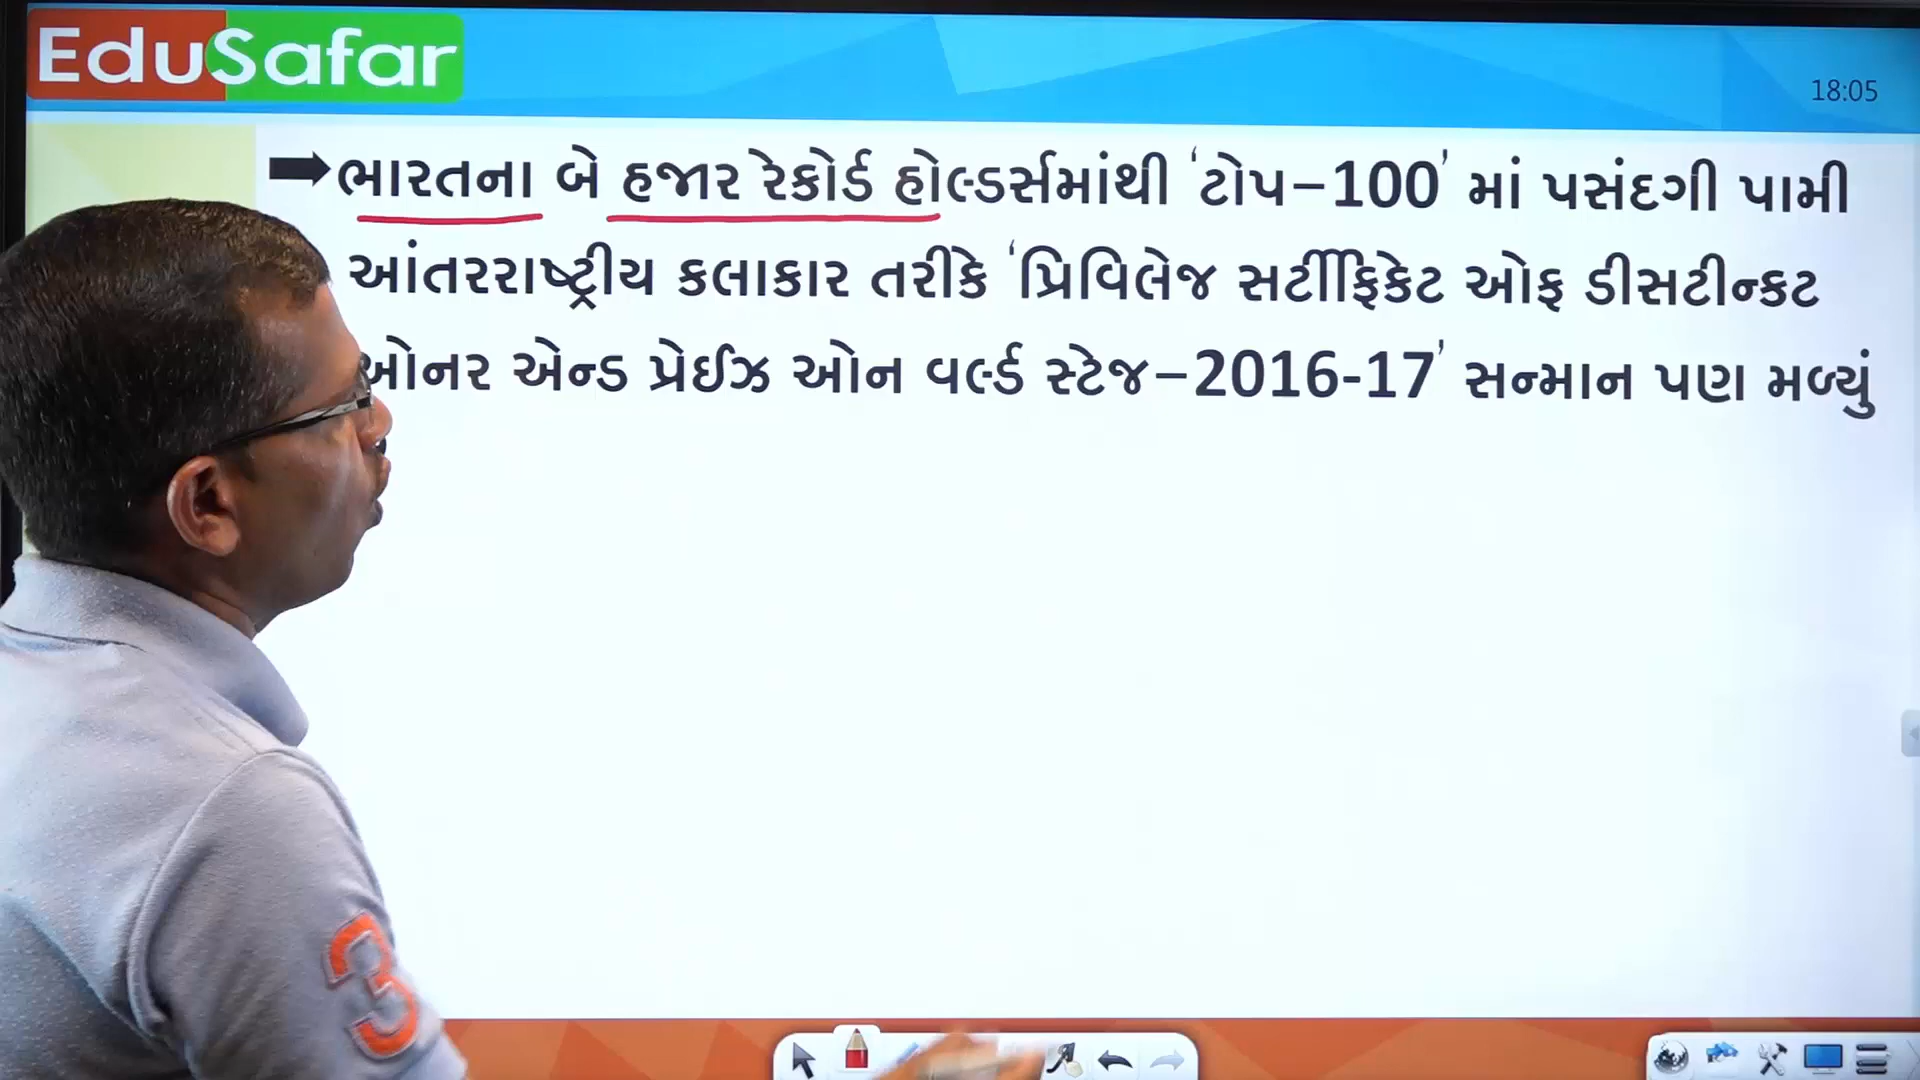 EduSafar
18:05
➡ભારતના બે હજાર રેકોર્ડ હોલ્ડર્સમાંથી ‘ટોપ–100’ માં પસંદગી પામી
આંતરરાષ્ટ્રીય કલાકાર તરીકે ‘પ્રિવિલેજ સર્ટીફિકેટ ઓફ ડીસટીન્કટ
ઓનર એન્ડ પ્રેઈઝ ઓન વર્લ્ડ સ્ટેજ–2016-17’ સન્માન પણ મળ્યું
3